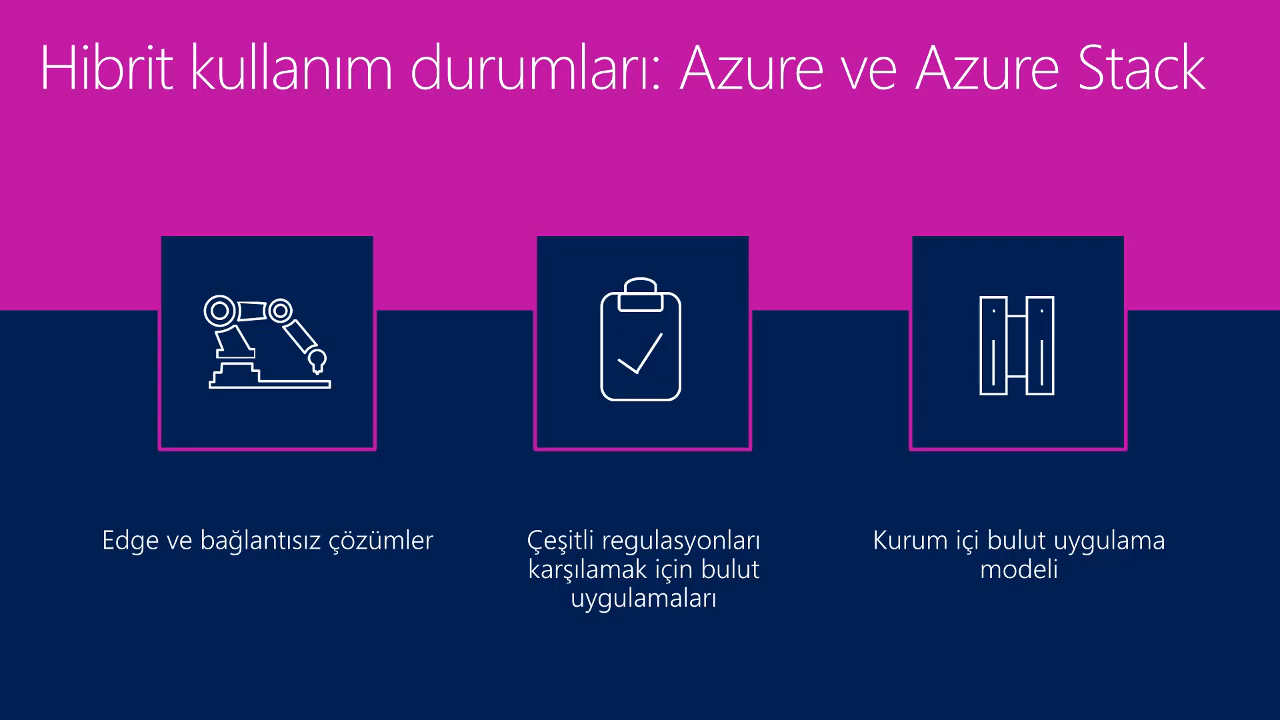 Hibrit kullanım durumları: Azure ve Azure Stack
Edge ve bağlantısız çözümler
Çeşitli regulasyonları
karşılamak için bulut
uygulamaları
Kurum içi bulut uygulama
modeli